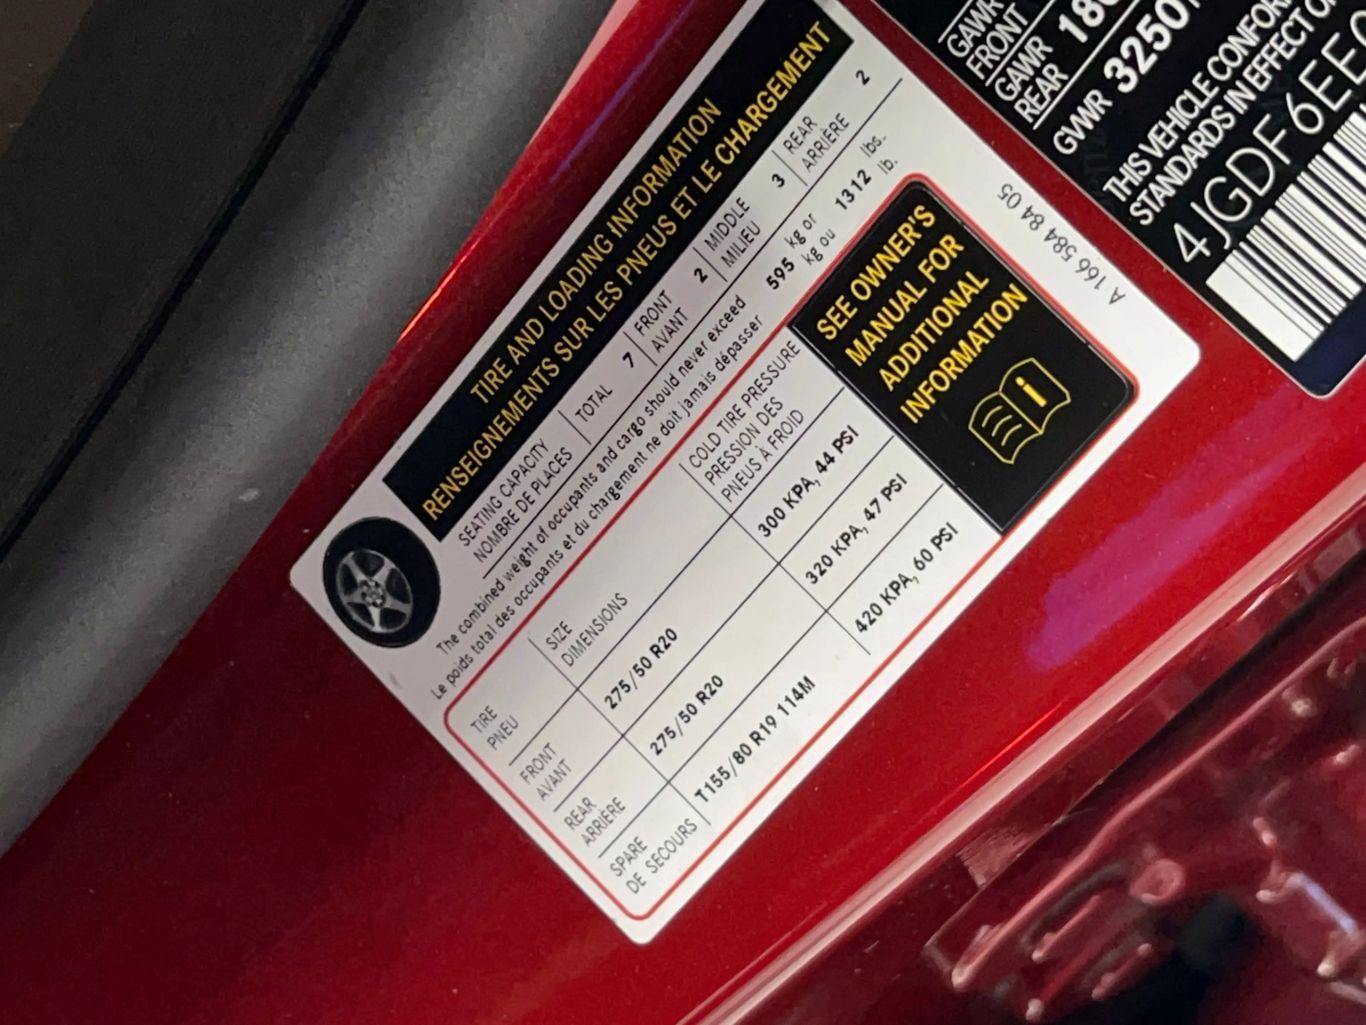 TIRE AND LOADING INFORMATION
RENSEIGNEMENTS SUR LES PNEUS ET LE CHARGEMENT
SEATING CAPACITY TOTAL 7 FRONT 2 MIDDLE 3 REAR 2
NOMBRE DE PLACES AVANT MILIEU ARRIÈRE
The combined weight of occupants and cargo should never exceed 595 kg or 1312 lbs.
Le poids total des occupants et du chargement ne doit jamais dépasser kg ou lb.
TIRE SIZE COLD TIRE PRESSURE
PNEU DIMENSIONS PRESSION DES
PNEUS À FROID
FRONT 275/50 R20 300 KPA, 44 PSI
AVANT
REAR 275/50 R20 320 KPA, 47 PSI
ARRIÈRE
SPARE T155/80 R19 114M 420 KPA, 60 PSI
DE SECOURS
SEE OWNER'S
MANUAL FOR
ADDITIONAL
INFORMATION
i
A 166 584 84 05
GAWR
FRONT
GAWR
REAR
GVWR 3250
THIS VEHICLE
STANDARDS IN EFFECT
4JGDF6EE